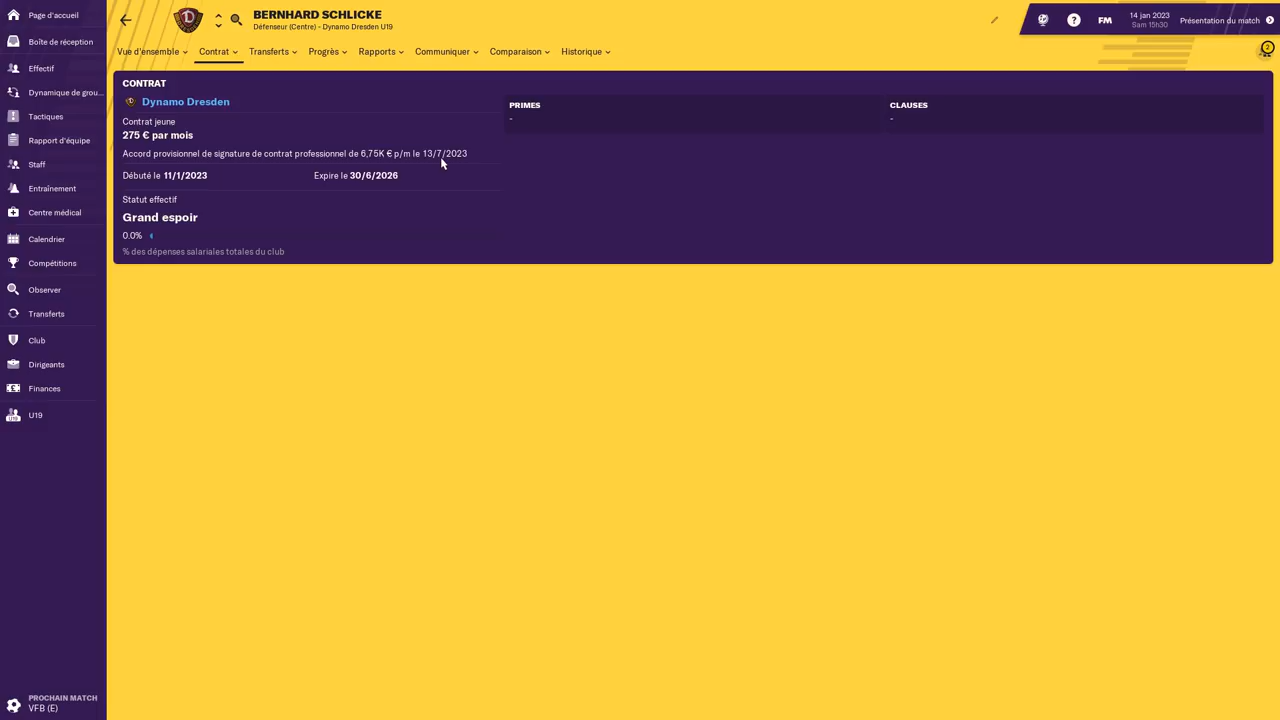 Page d'accueil
Boîte de réception
Effectif
Dynamique de grou...
Tactiques
Rapport d'équipe
Staff
Entraînement
Centre médical
Calendrier
Compétitions
Observer
Transferts
Club
Dirigeants
Finances
U19
PROCHAIN MATCH
VFB (E)
BERNHARD SCHLICKE
Défenseur (Centre) - Dynamo Dresden U19
FM
14 jan 2023
Sam 15h30
Présentation du match
2
Vue d'ensemble
Contrat
Transferts
Progrès
Rapports
Communiquer
Comparaison
Historique
CONTRAT
Dynamo Dresden
Contrat jeune
275 € par mois
Accord provisionnel de signature de contrat professionnel de 6,75K € p/m le 13/7/2023
Débuté le 11/1/2023 Expire le 30/6/2026
Statut effectif
Grand espoir
0.0%
% des dépenses salariales totales du club
PRIMES
-
CLAUSES
-